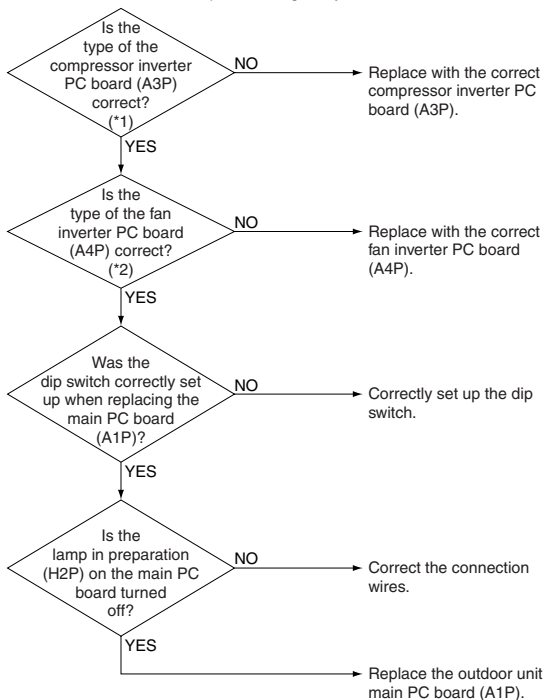 Is the
type of the
compressor inverter
PC board (A3P)
correct?
(*1)
NO
Replace with the correct
compressor inverter PC
board (A3P).
YES
Is the
type of the fan
inverter PC board
(A4P) correct?
(*2)
NO
Replace with the correct
fan inverter PC board
(A4P).
YES
Was the
dip switch correctly set
up when replacing the
main PC board
(A1P)?
NO
Correctly set up the dip
switch.
YES
Is the
lamp in preparation
(H2P) on the main PC
board turned
off?
NO
Correct the connection
wires.
YES
Replace the outdoor unit
main PC board (A1P).